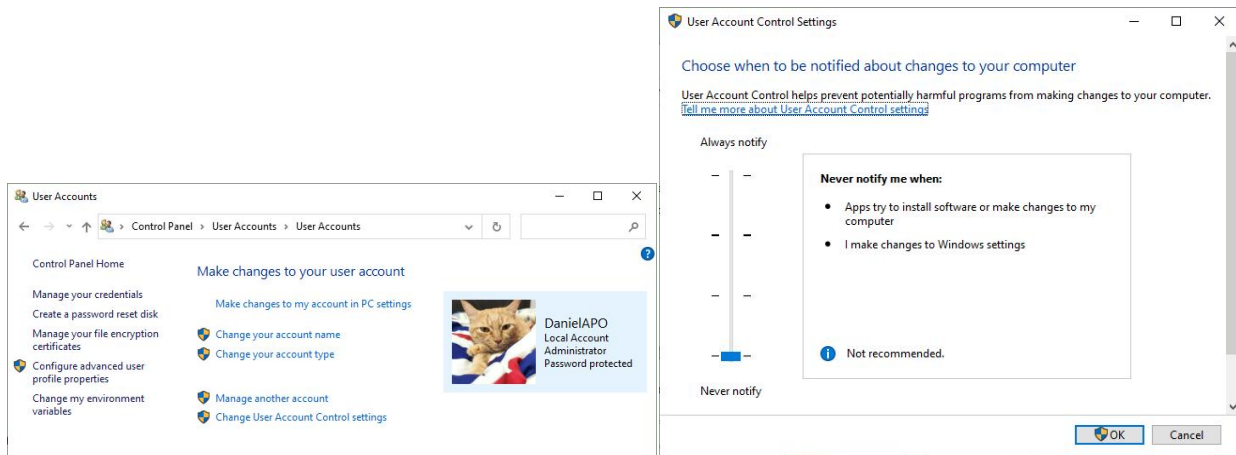 User Accounts
Control Panel > User Accounts > User Accounts
Control Panel Home
Manage your credentials
Create a password reset disk
Manage your file encryption
certificates
Configure advanced user
profile properties
Change my environment
variables
Make changes to your user account
Make changes to my account in PC settings
Change your account name
Change your account type
Manage another account
Change User Account Control settings
DanielAPO
Local Account
Administrator
Password protected
User Account Control Settings
Choose when to be notified about changes to your computer
User Account Control helps prevent potentially harmful programs from making changes to your computer.
Tell me more about User Account Control settings
Always notify
Never notify
Never notify me when:
• Apps try to install software or make changes to my
computer
• I make changes to Windows settings
Not recommended.
OK
Cancel